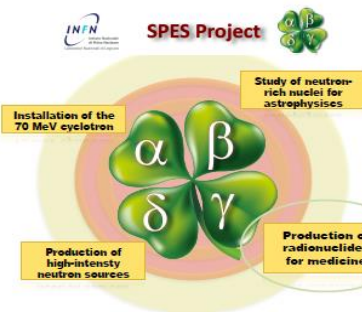 INFN
SPES Project
α β
δ γ
Study of neutron-
rich nuclei for
astrophysises
Installation of the
70 MeV cyclotron
α β
δ γ
Production of
high-intensty
neutron sources
Production
radionuclide
for medicine